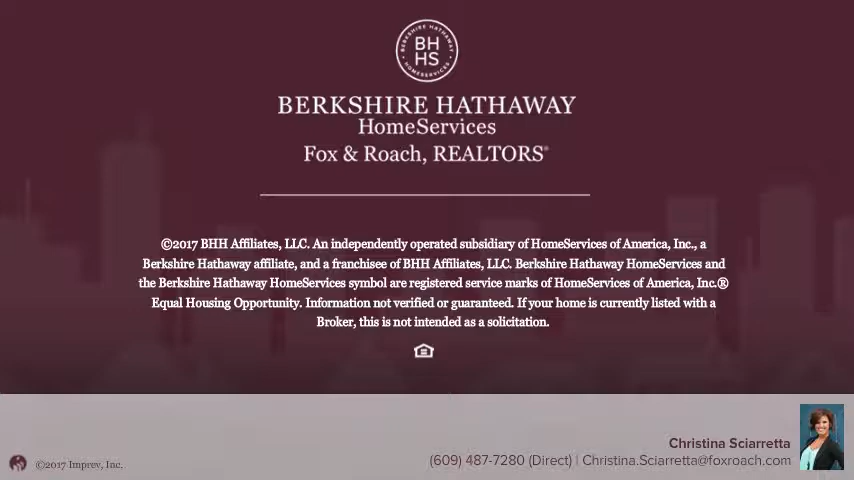 BERKSHIRE HATHAWAY
HOMESERVICES
BH
HS
BERKSHIRE HATHAWAY
HomeServices
Fox & Roach, REALTORS®
©2017 BHH Affiliates, LLC. An independently operated subsidiary of HomeServices of America, Inc., a
Berkshire Hathaway affiliate, and a franchisee of BHH Affiliates, LLC. Berkshire Hathaway HomeServices and
the Berkshire Hathaway HomeServices symbol are registered service marks of HomeServices of America, Inc.®
Equal Housing Opportunity. Information not verified or guaranteed. If your home is currently listed with a
Broker, this is not intended as a solicitation.
Christina Sciarretta
(609) 487-7280 (Direct) | Christina.Sciarretta@foxroach.com
©2017 Imprev, Inc.